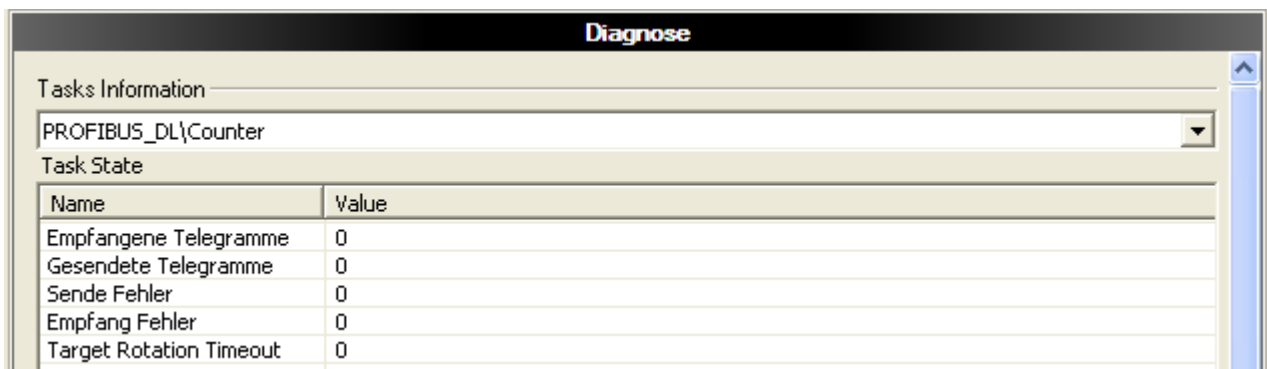 Diagnose
Tasks Information
PROFIBUS_DL\Counter
Task State
Name Value
Empfangene Telegramme 0
Gesendete Telegramme 0
Sende Fehler 0
Empfang Fehler 0
Target Rotation Timeout 0